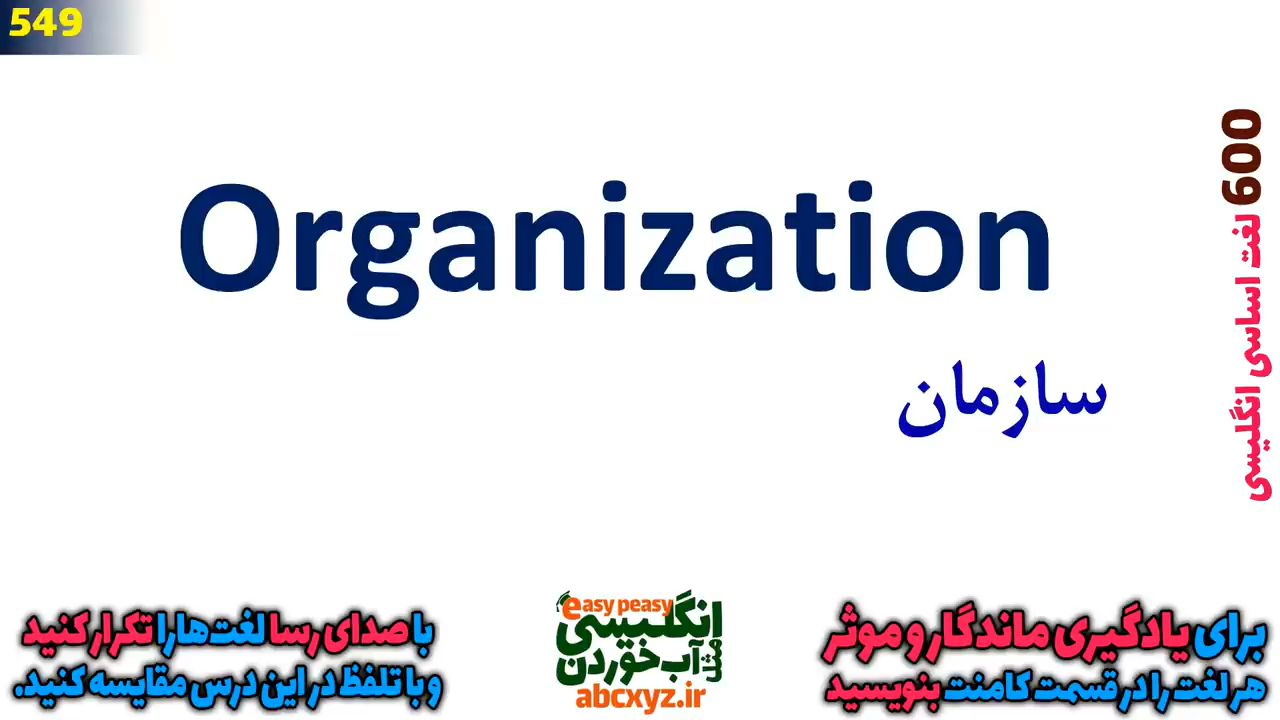 549
Organization
سازمان
600 لغت اساسی انگلیسی
برای یادگیری ماندگار و موثر
هر لغت را در قسمت کامنت بنویسید
easy peasy
انگلیسی
مثل
آب خوردن
abcxyz.ir
با صدای رسا لغت‌ها را تکرار کنید
و با تلفظ در این درس مقایسه کنید.